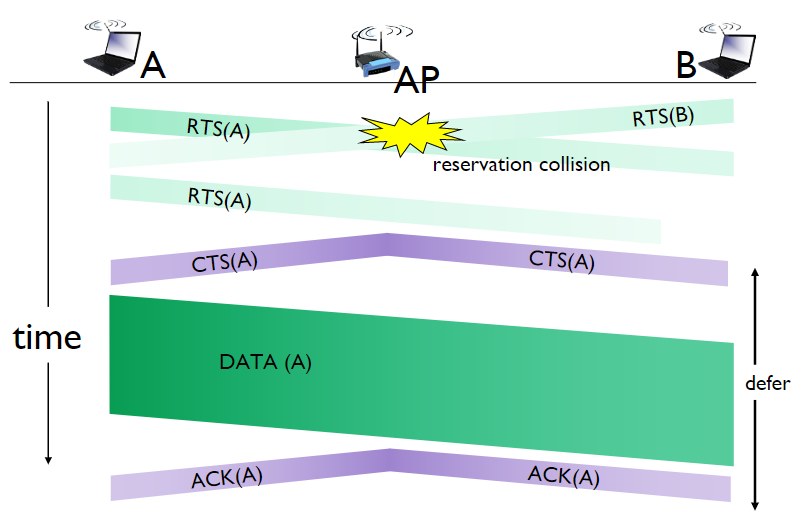 A
AP
B
RTS(A)
RTS(B)
reservation collision
RTS(A)
CTS(A)
CTS(A)
time
DATA (A)
defer
ACK(A)
ACK(A)